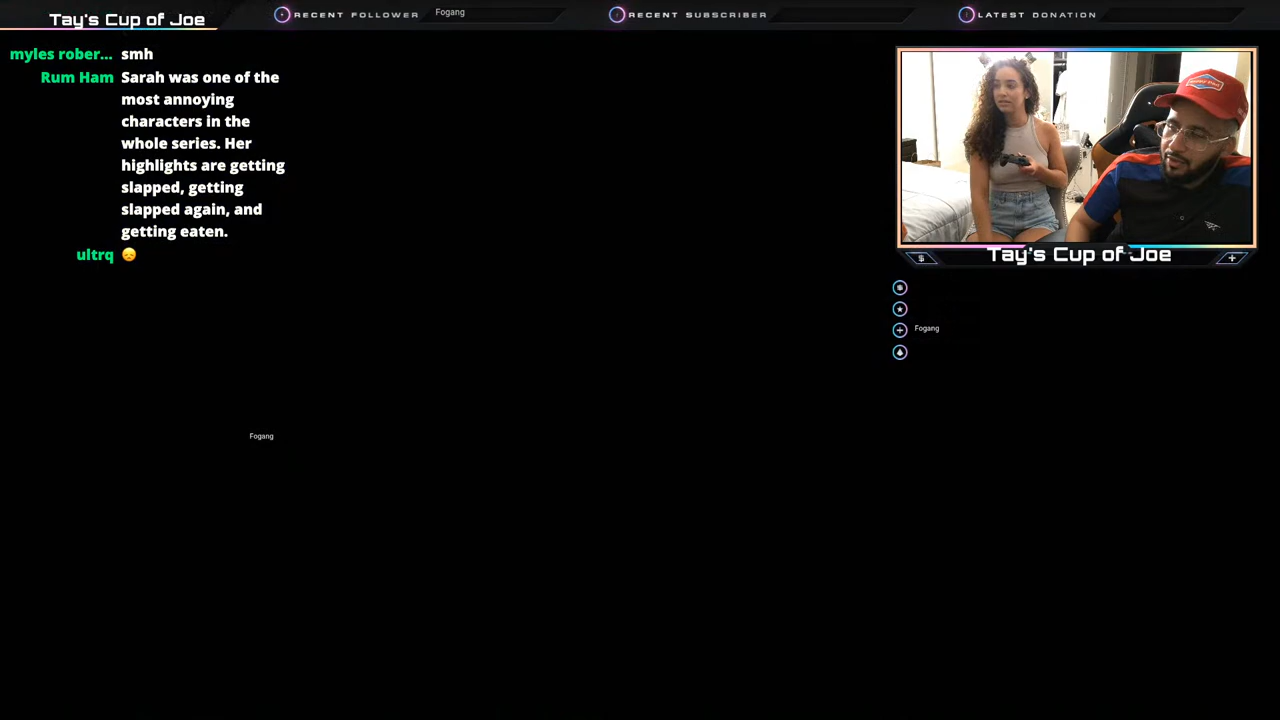 Tay's Cup of Joe
RECENT FOLLOWER
Fogang
RECENT SUBSCRIBER
LATEST DONATION
myles rober... smh
Rum Ham Sarah was one of the
most annoying
characters in the
whole series. Her
highlights are getting
slapped, getting
slapped again, and
getting eaten.
ultrq 😞
Tay's Cup of Joe
Fogang
Fogang